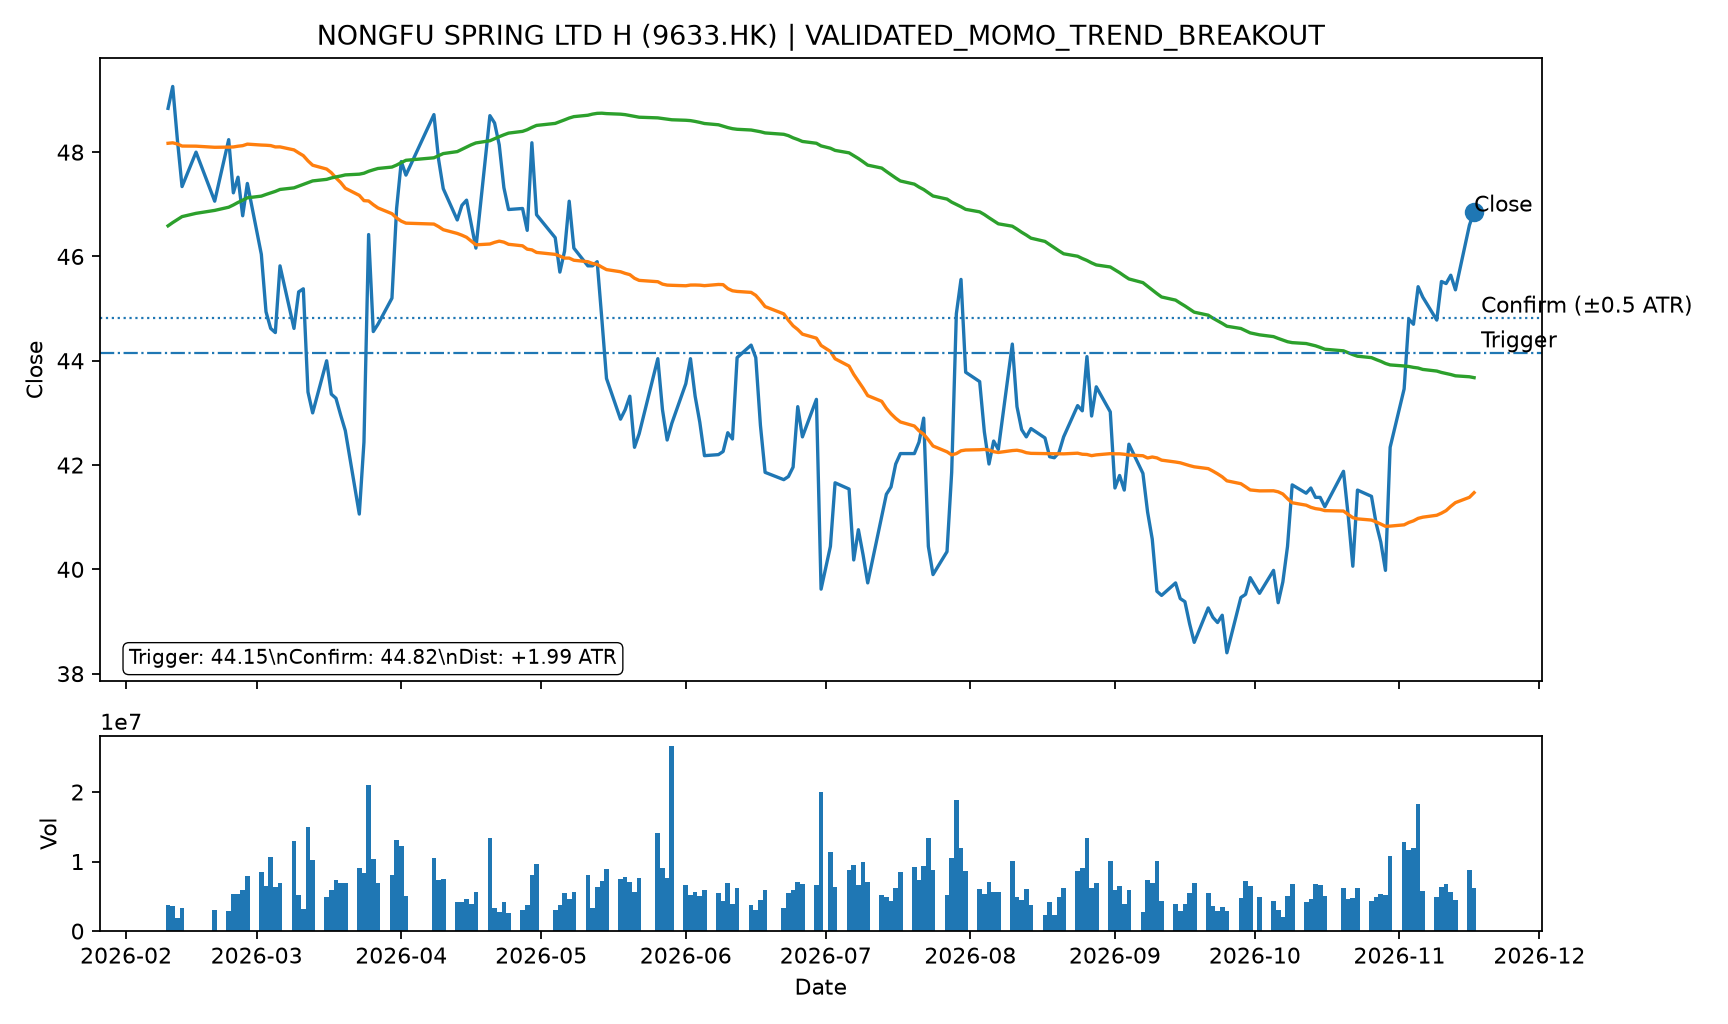 NONGFU SPRING LTD H (9633.HK) | VALIDATED_MOMO_TREND_BREAKOUT
Close
48
46
44
42
40
38
Close
Confirm (±0.5 ATR)
Trigger
Trigger: 44.15\nConfirm: 44.82\nDist: +1.99 ATR
1e7
Vol
2
1
0
2026-02 2026-03 2026-04 2026-05 2026-06 2026-07 2026-08 2026-09 2026-10 2026-11 2026-12
Date